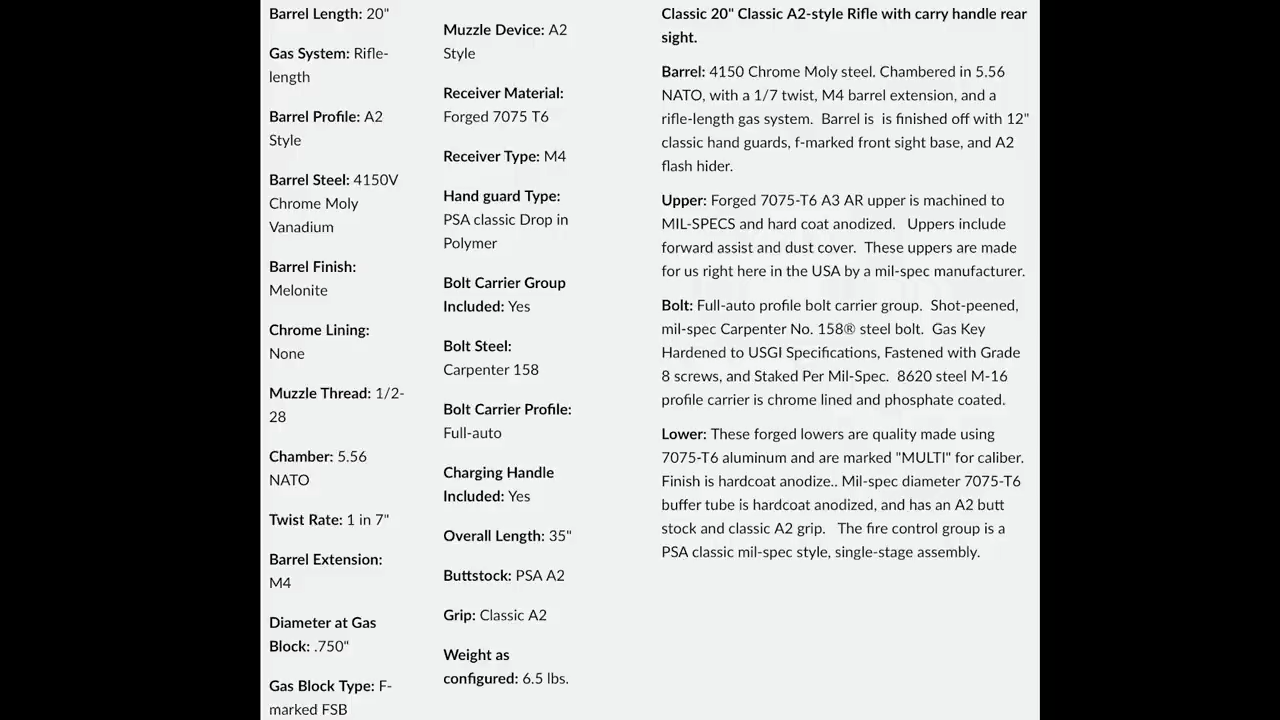 Barrel Length: 20"
Gas System: Rifle-
length
Barrel Profile: A2
Style
Barrel Steel: 4150V
Chrome Moly
Vanadium
Barrel Finish:
Melonite
Chrome Lining:
None
Muzzle Thread: 1/2-
28
Chamber: 5.56
NATO
Twist Rate: 1 in 7"
Barrel Extension:
M4
Diameter at Gas
Block: .750"
Gas Block Type: F-
marked FSB
Muzzle Device: A2
Style
Receiver Material:
Forged 7075 T6
Receiver Type: M4
Hand guard Type:
PSA classic Drop in
Polymer
Bolt Carrier Group
Included: Yes
Bolt Steel:
Carpenter 158
Bolt Carrier Profile:
Full-auto
Charging Handle
Included: Yes
Overall Length: 35"
Buttstock: PSA A2
Grip: Classic A2
Weight as
configured: 6.5 lbs.
Classic 20" Classic A2-style Rifle with carry handle rear
sight.
Barrel: 4150 Chrome Moly steel. Chambered in 5.56
NATO, with a 1/7 twist, M4 barrel extension, and a
rifle-length gas system.  Barrel is  is finished off with 12"
classic hand guards, f-marked front sight base, and A2
flash hider.
Upper: Forged 7075-T6 A3 AR upper is machined to
MIL-SPECS and hard coat anodized.   Uppers include
forward assist and dust cover.  These uppers are made
for us right here in the USA by a mil-spec manufacturer.
Bolt: Full-auto profile bolt carrier group.  Shot-peened,
mil-spec Carpenter No. 158® steel bolt.  Gas Key
Hardened to USGI Specifications, Fastened with Grade
8 screws, and Staked Per Mil-Spec.  8620 steel M-16
profile carrier is chrome lined and phosphate coated.
Lower: These forged lowers are quality made using
7075-T6 aluminum and are marked "MULTI" for caliber.
Finish is hardcoat anodize.. Mil-spec diameter 7075-T6
buffer tube is hardcoat anodized, and has an A2 butt
stock and classic A2 grip.   The fire control group is a
PSA classic mil-spec style, single-stage assembly.